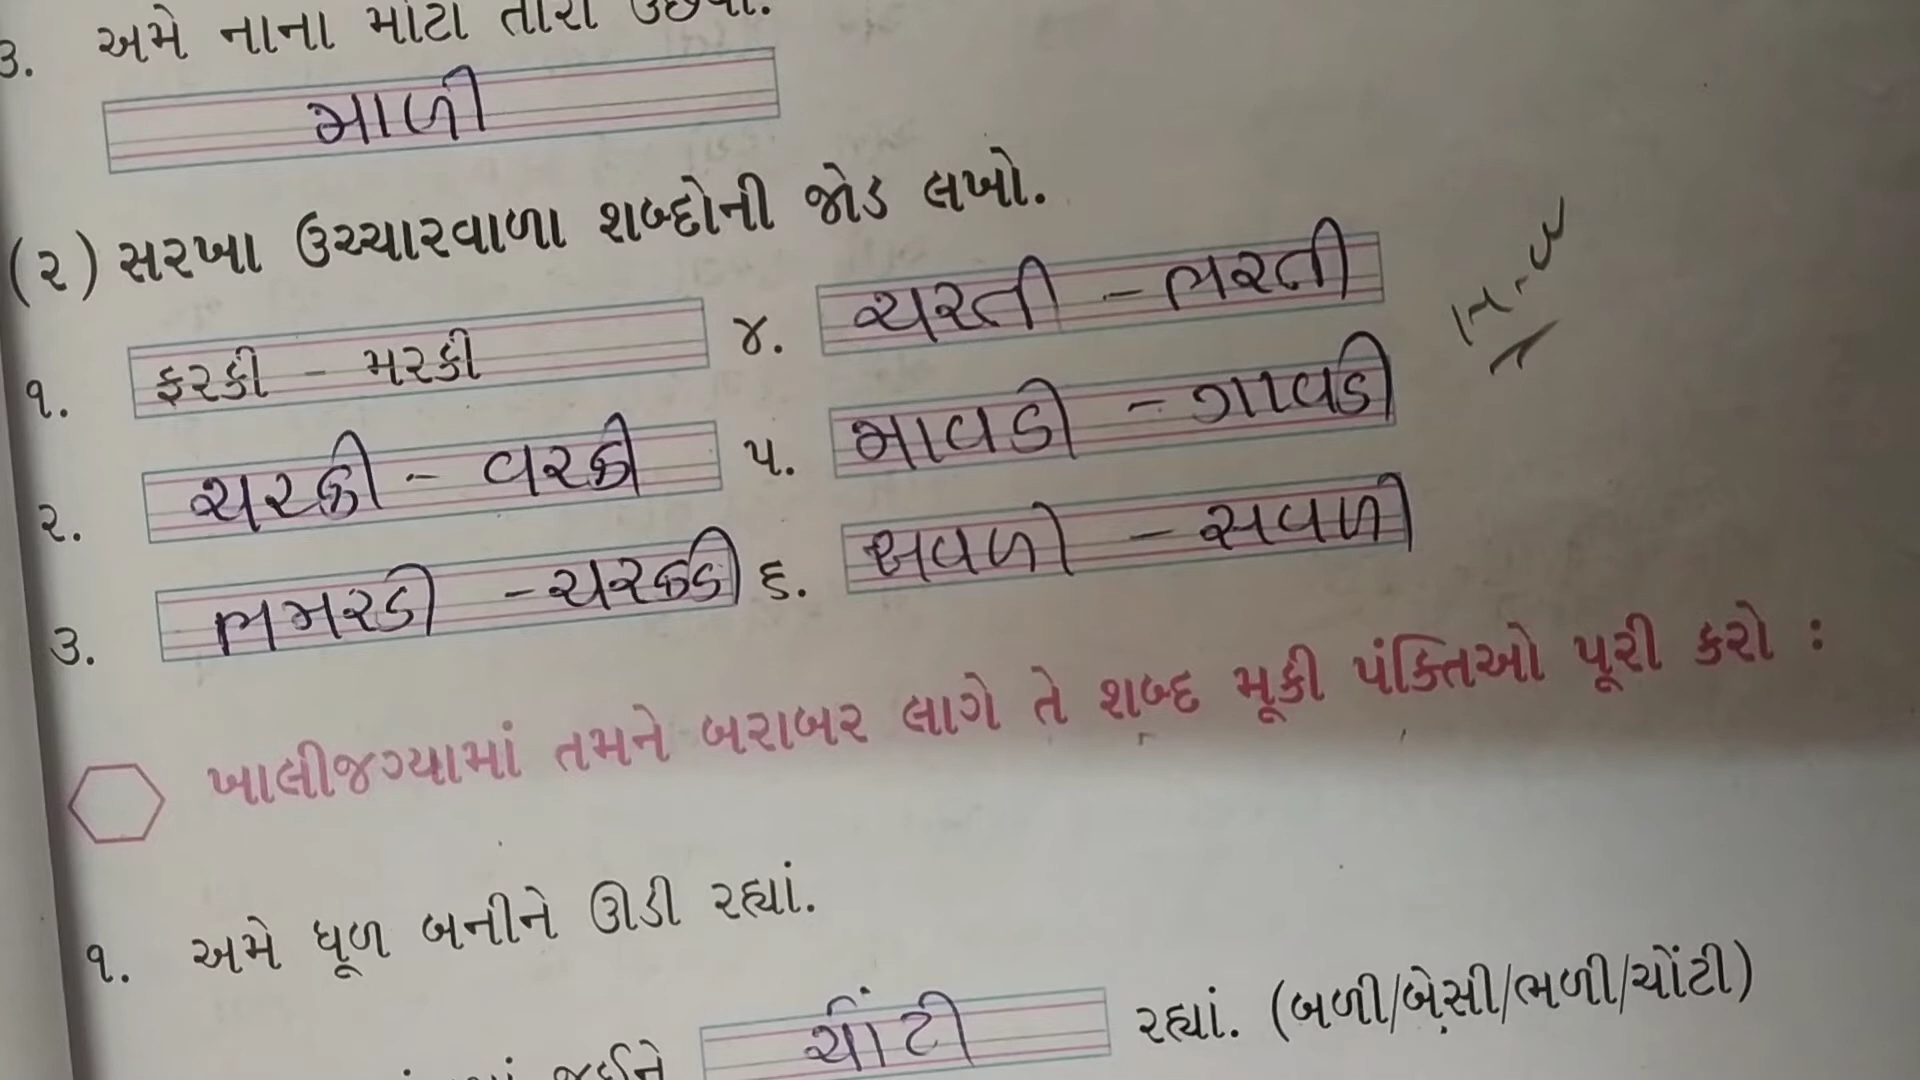 ૩. અમે નાના મોટા તારા
માળી
(૨) સરખા ઉચ્ચારવાળા શબ્દોની જોડ લખો.
૧. ફરકી - મરકી
૨. ચરકી - વરકી
૩. ભમરડી - ચરકડી
૪. ચરતી - ભરતી
૫. માવડી - ગાવડી
૬. અવળી - સવળી
ખાલીજગ્યામાં તમને બરાબર લાગે તે શબ્દ મૂકી પંક્તિઓ પૂરી કરો :
૧. અમે ધૂળ બનીને ઊડી રહ્યાં.
જઈને ચોંટી રહ્યાં. (બળી/બેસી/ભળી/ચોંટી)